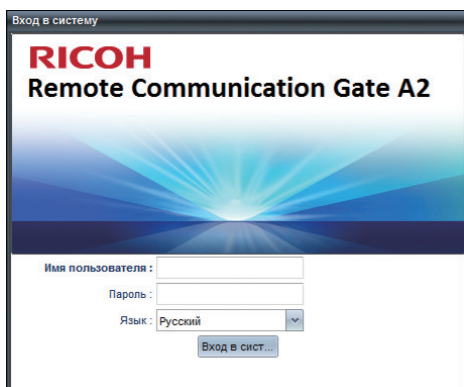 Вход в систему
RICOH
Remote Communication Gate A2
Имя пользователя :
Пароль :
Язык : Русский
Вход в сист...